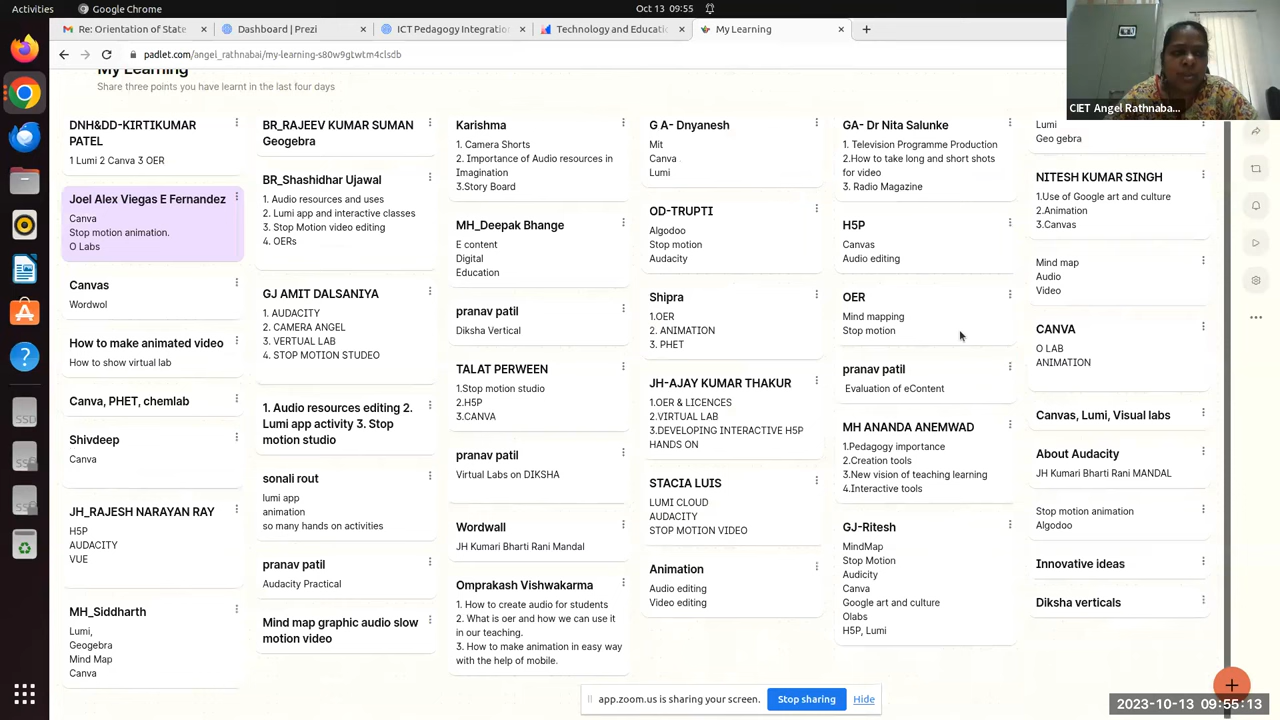 Activities
Google Chrome
Oct 13 09:55
Re: Orientation of State
Dashboard | Prezi
ICT Pedagogy Integration
Technology and Educatio
My Learning
padlet.com/angel_rathnabai/my-learning-s80w9gtwtm4clsdb
My Learning
Share three points you have learnt in the last four days
DNH&DD-KIRTIKUMAR
PATEL
1 Lumi 2 Canva 3 OER
Joel Alex Viegas E Fernandez
Canva
Stop motion animation.
O Labs
Canvas
Wordwol
How to make animated video
How to show virtual lab
Canva, PHET, chemlab
Shivdeep
Canva
JH_RAJESH NARAYAN RAY
H5P
AUDACITY
VUE
MH_Siddharth
Lumi,
Geogebra
Mind Map
Canva
BR_RAJEEV KUMAR SUMAN
Geogebra
BR_Shashidhar Ujawal
1. Audio resources and uses
2. Lumi app and interactive classes
3. Stop Motion video editing
4. OERs
GJ AMIT DALSANIYA
1. AUDACITY
2. CAMERA ANGEL
3. VERTUAL LAB
4. STOP MOTION STUDEO
1. Audio resources editing 2.
Lumi app activity 3. Stop
motion studio
sonali rout
lumi app
animation
so many hands on activities
pranav patil
Audacity Practical
Mind map graphic audio slow
motion video
Karishma
1. Camera Shorts
2. Importance of Audio resources in
Imagination
3.Story Board
MH_Deepak Bhange
E content
Digital
Education
pranav patil
Diksha Vertical
TALAT PERWEEN
1.Stop motion studio
2.H5P
3.CANVA
pranav patil
Virtual Labs on DIKSHA
Wordwall
JH Kumari Bharti Rani Mandal
Omprakash Vishwakarma
1. How to create audio for students
2. What is oer and how we can use it
in our teaching.
3. How to make animation in easy way
with the help of mobile.
G A- Dnyanesh
Mit
Canva
Lumi
OD-TRUPTI
Algodoo
Stop motion
Audacity
Shipra
1.OER
2. ANIMATION
3. PHET
JH-AJAY KUMAR THAKUR
1.OER & LICENCES
2.VIRTUAL LAB
3.DEVELOPING INTERACTIVE H5P
HANDS ON
STACIA LUIS
LUMI CLOUD
AUDACITY
STOP MOTION VIDEO
Animation
Audio editing
Video editing
GA- Dr Nita Salunke
1. Television Programme Production
2.How to take long and short shots
for video
3. Radio Magazine
H5P
Canvas
Audio editing
OER
Mind mapping
Stop motion
pranav patil
Evaluation of eContent
MH ANANDA ANEMWAD
1.Pedagogy importance
2.Creation tools
3.New vision of teaching learning
4.Interactive tools
GJ-Ritesh
MindMap
Stop Motion
Audicity
Canva
Google art and culture
Olabs
H5P, Lumi
Lumi
Geo gebra
NITESH KUMAR SINGH
1.Use of Google art and culture
2.Animation
3.Canvas
Mind map
Audio
Video
CANVA
O LAB
ANIMATION
Canvas, Lumi, Visual labs
About Audacity
JH Kumari Bharti Rani MANDAL
Stop motion animation
Algodoo
Innovative ideas
Diksha verticals
CIET Angel Rathnaba...
app.zoom.us is sharing your screen.
Stop sharing
Hide
2023-10-13 09:55:13